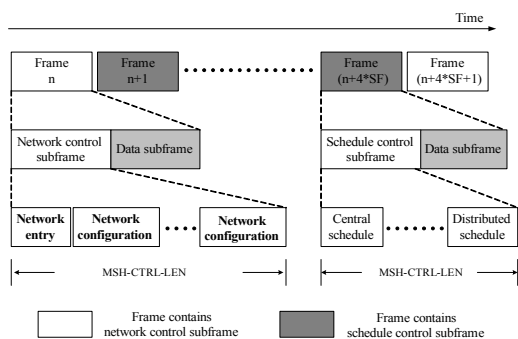 Time
Frame
n
Frame
n+1
Frame
(n+4*SF)
Frame
(n+4*SF+1)
Network control
subframe
Data subframe
Schedule control
subframe
Data subframe
Network
entry
Network
configuration
Network
configuration
Central
schedule
Distributed
schedule
MSH-CTRL-LEN
MSH-CTRL-LEN
Frame contains
network control subframe
Frame contains
schedule control subframe